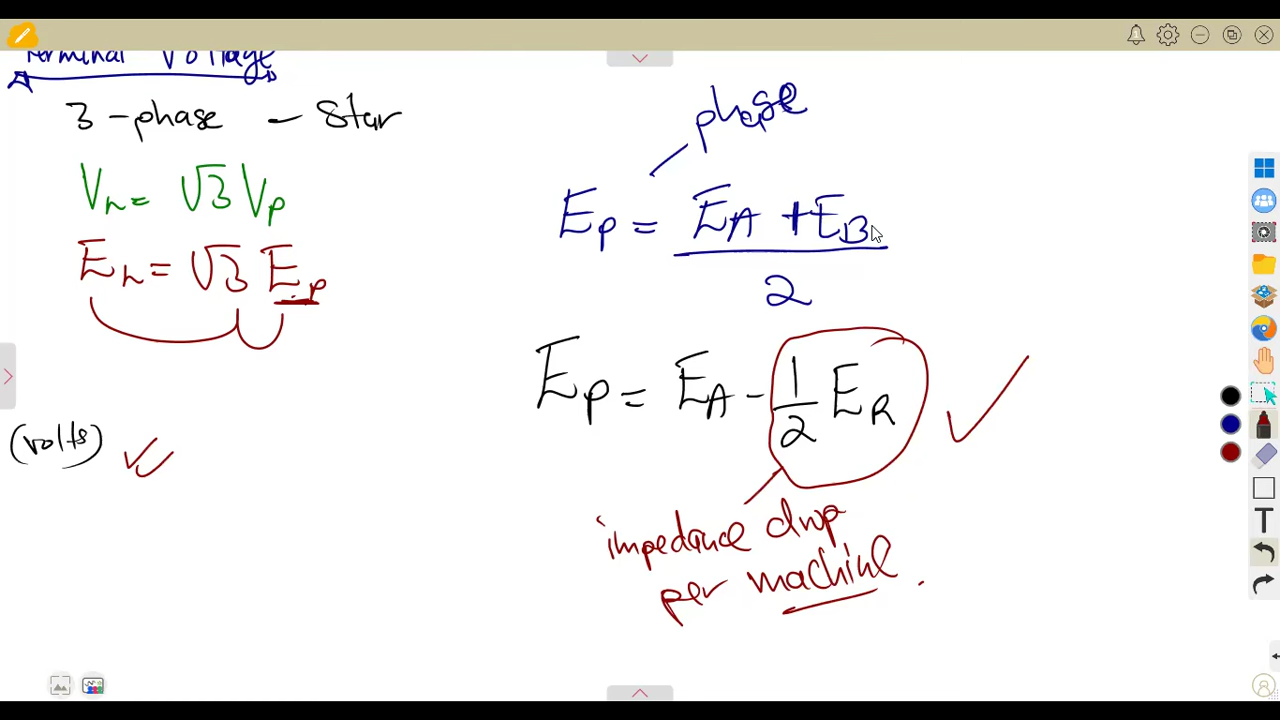 Terminal Voltage
3-phase - Star
VL = √3 Vp
EL = √3 Ep
(volts)
phase
Ep = EA + EB
2
Ep = EA - 1/2 ER
impedance drop
per machine.
T